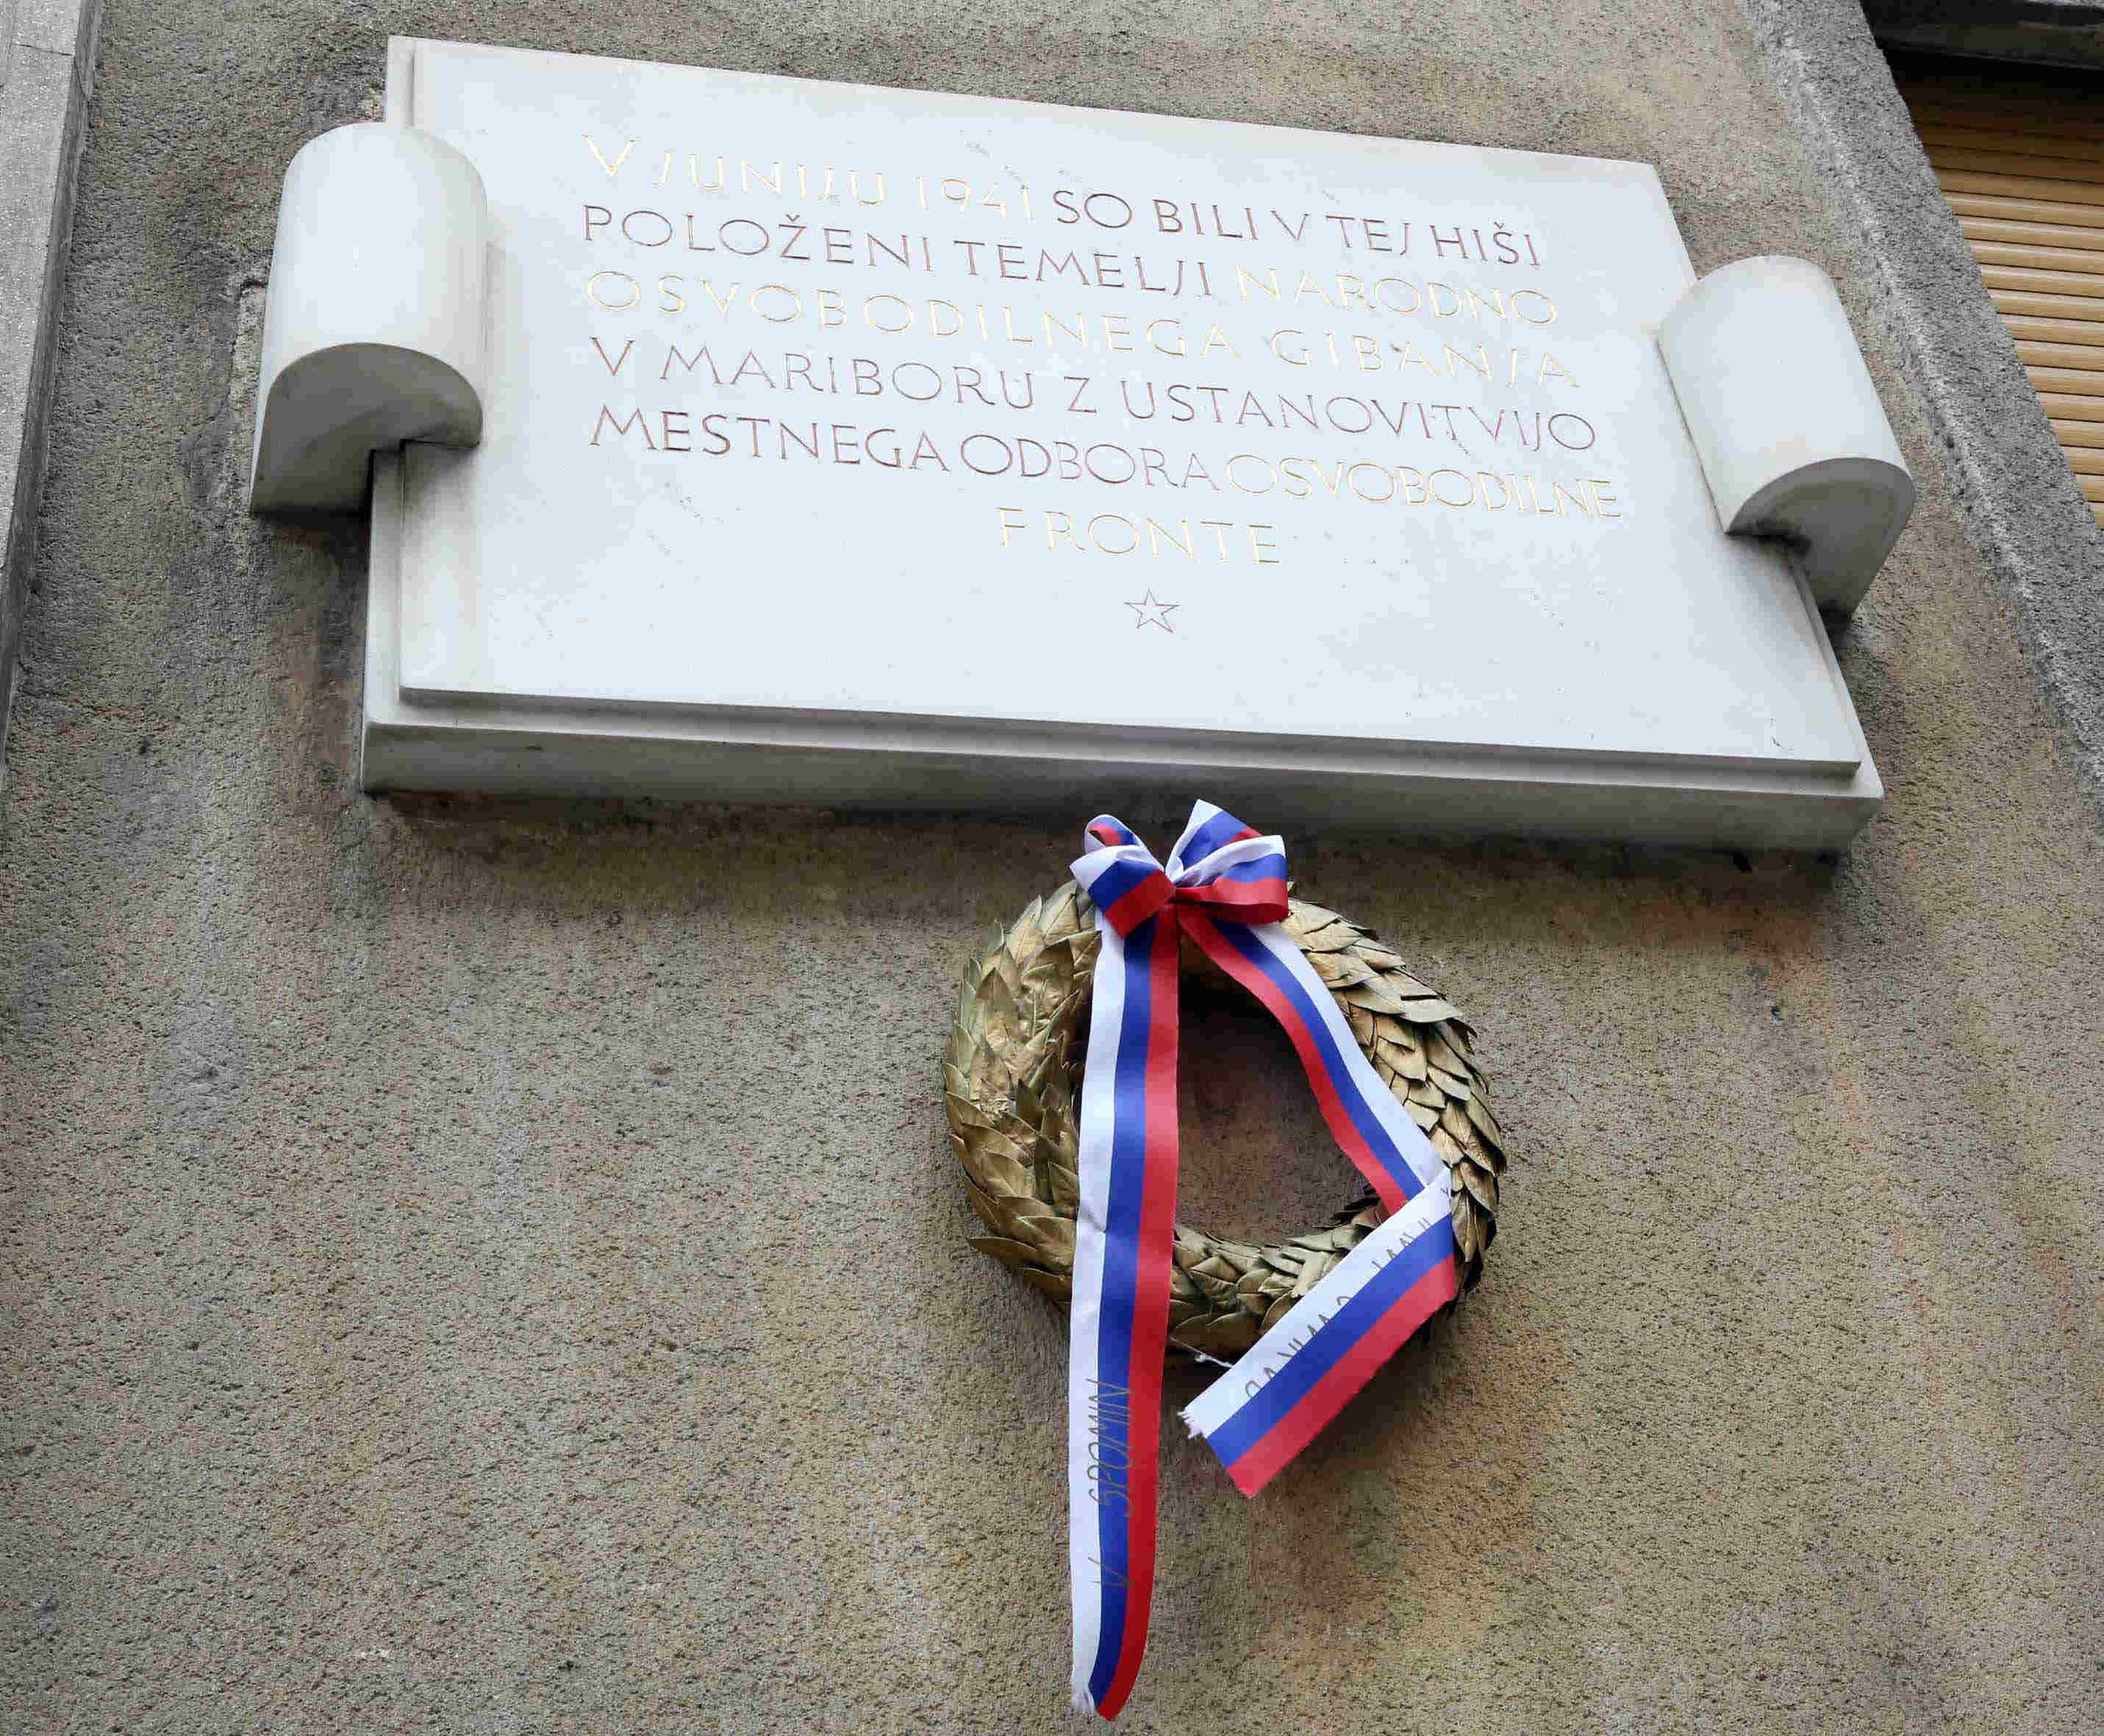 V JUNIJU 1941 SO BILI V TEJ HIŠI
POLOŽENI TEMELJI NARODNO
OSVOBODILNEGA GIBANJA
V MARIBORU Z USTANOVITVIJO
MESTNEGA ODBORA OSVOBODILNE
FRONTE
V SPOMIN